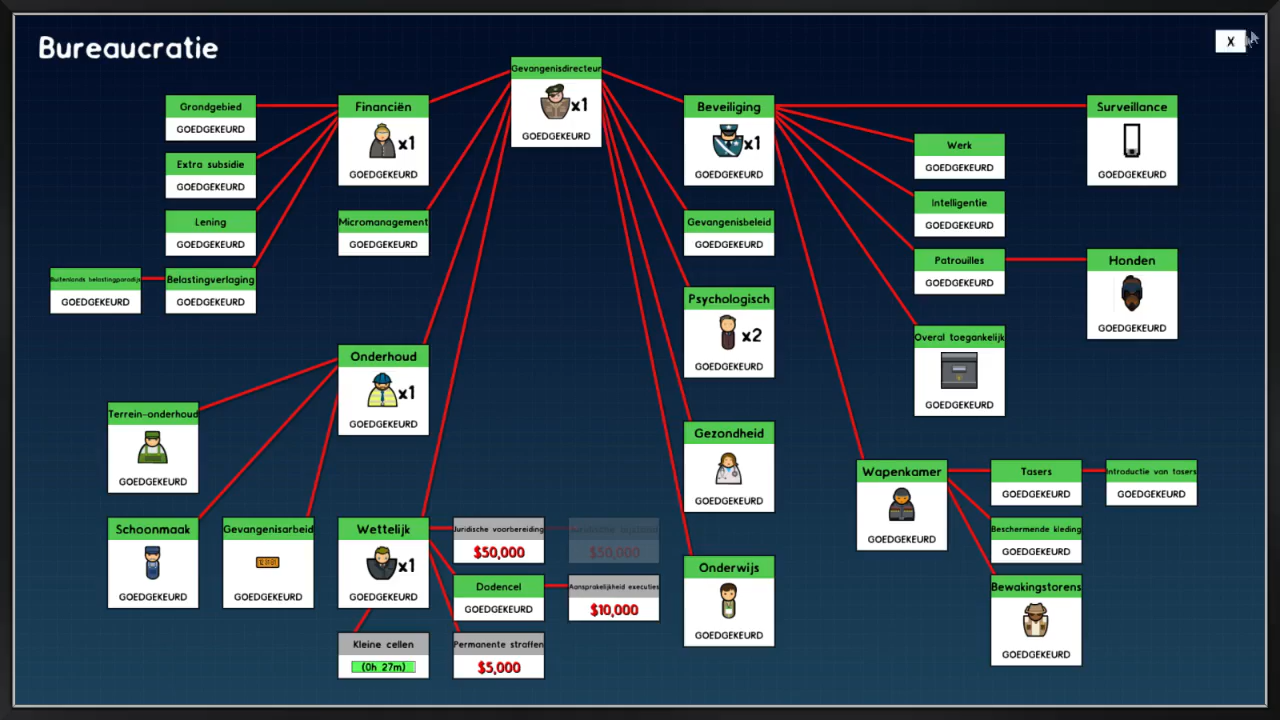 Bureaucratie
X
Gevangenisdirecteur
x1
GOEDGEKEURD
Grondgebied
GOEDGEKEURD
Financiën
x1
GOEDGEKEURD
Beveiliging
x1
GOEDGEKEURD
Surveillance
GOEDGEKEURD
Werk
GOEDGEKEURD
Extra subsidie
GOEDGEKEURD
Intelligentie
GOEDGEKEURD
Lening
GOEDGEKEURD
Micromanagement
GOEDGEKEURD
Gevangenisbeleid
GOEDGEKEURD
Patrouilles
GOEDGEKEURD
Honden
GOEDGEKEURD
Buitenlands belastingparadijs
GOEDGEKEURD
Belastingverlaging
GOEDGEKEURD
Psychologisch
x2
GOEDGEKEURD
Overal toegankelijk
GOEDGEKEURD
Onderhoud
x1
GOEDGEKEURD
Terrein-onderhoud
GOEDGEKEURD
Gezondheid
GOEDGEKEURD
Wapenkamer
GOEDGEKEURD
Tasers
GOEDGEKEURD
Introductie van tasers
GOEDGEKEURD
Schoonmaak
GOEDGEKEURD
Gevangenisarbeid
GOEDGEKEURD
Wettelijk
x1
GOEDGEKEURD
Juridische voorbereiding
$50,000
$50,000
Beschermende kleding
GOEDGEKEURD
Onderwijs
GOEDGEKEURD
Dodencel
GOEDGEKEURD
Aansprakelijkheid executies
$10,000
Bewakingstorens
GOEDGEKEURD
Kleine cellen
(0h 27m)
Permanente straffen
$5,000